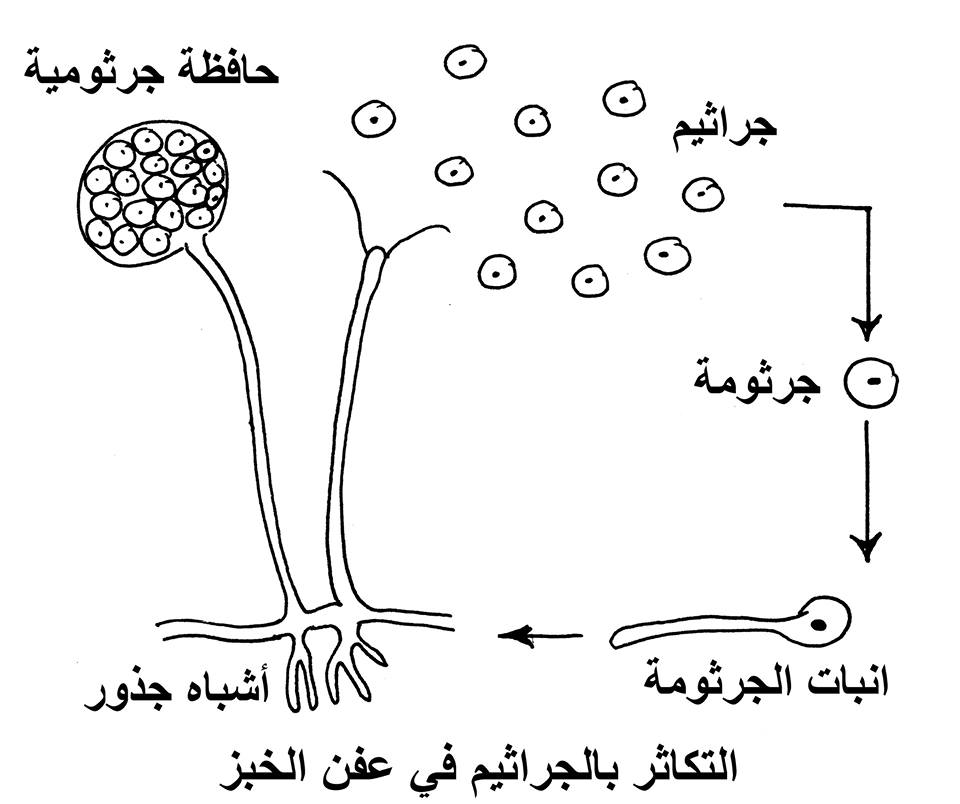 حافظة جرثومية
جراثيم
جرثومة
انبات الجرثومة
أشباه جذور
التكاثر بالجراثيم في عفن الخبز